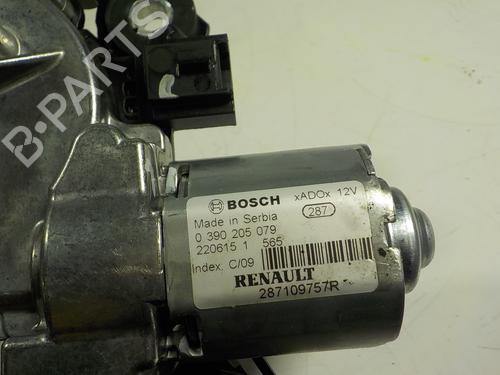 B-PARTS
BOSCH xADOx 12V
Made in Serbia 287
0 390 205 079
220615 1 565
Index. C/09
RENAULT
287109757R